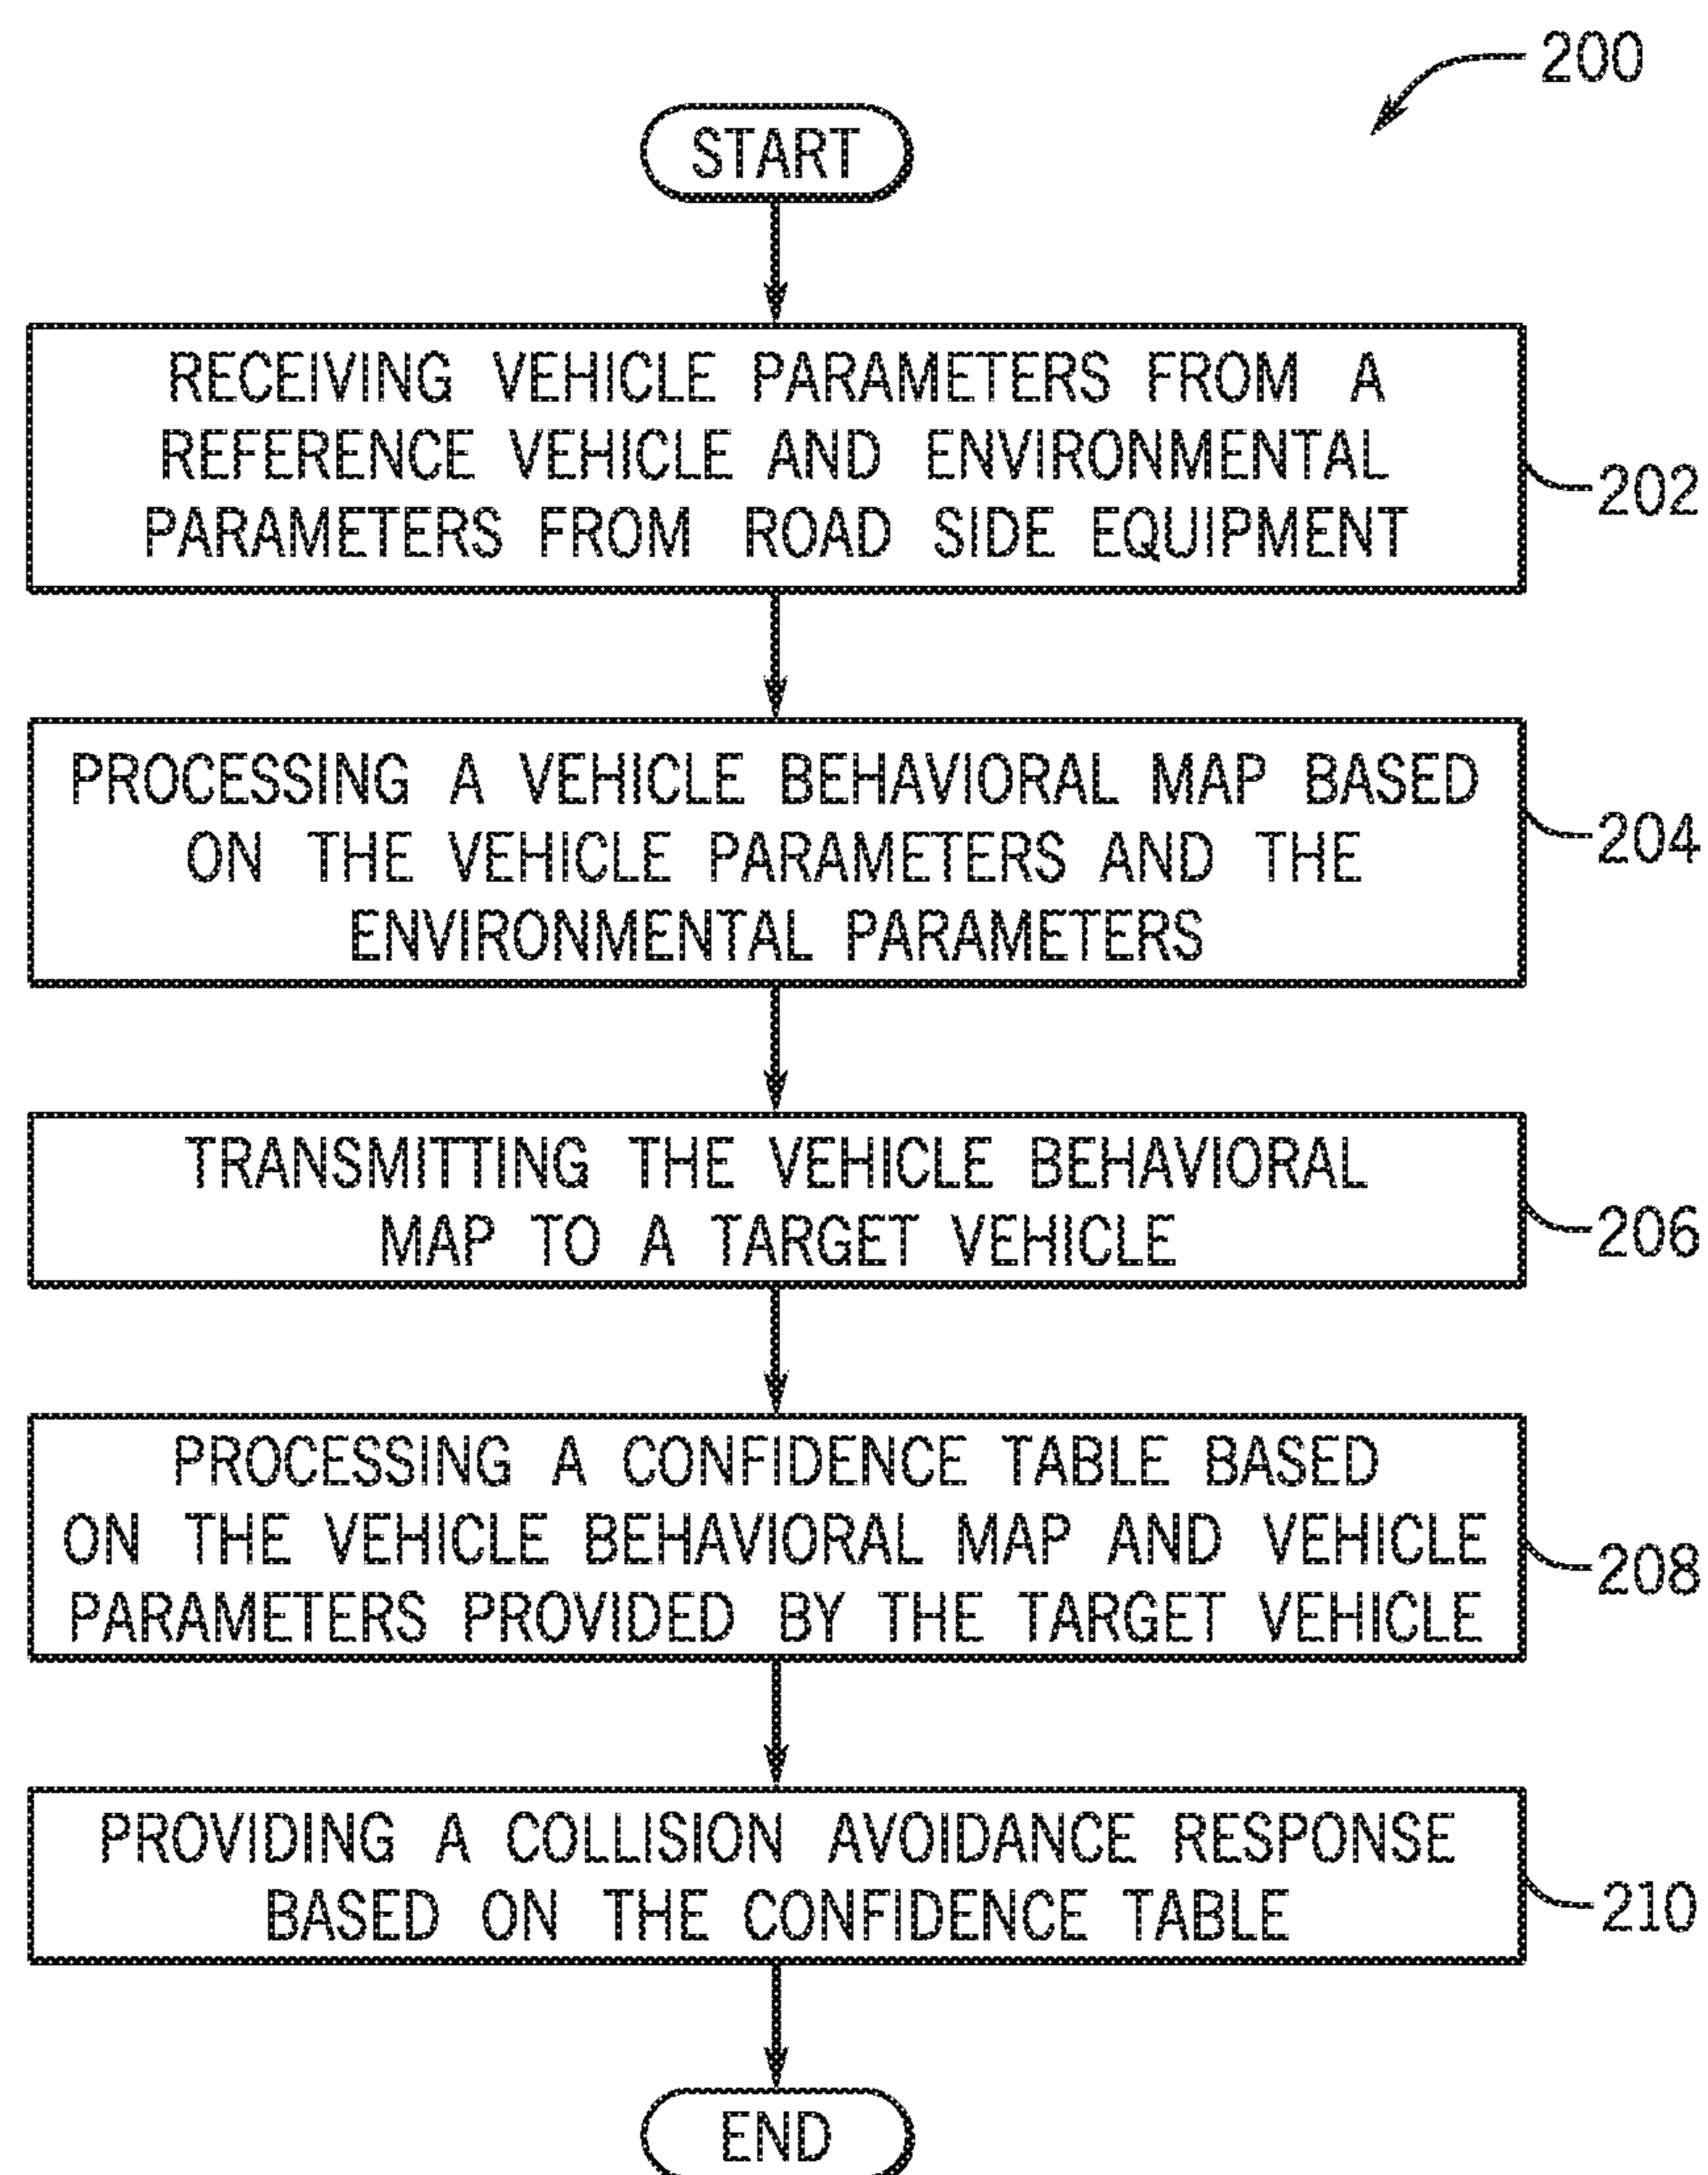 200
START
RECEIVING VEHICLE PARAMETERS FROM A
REFERENCE VEHICLE AND ENVIRONMENTAL
PARAMETERS FROM ROAD SIDE EQUIPMENT
202
PROCESSING A VEHICLE BEHAVIORAL MAP BASED
ON THE VEHICLE PARAMETERS AND THE
ENVIRONMENTAL PARAMETERS
204
TRANSMITTING THE VEHICLE BEHAVIORAL
MAP TO A TARGET VEHICLE
206
PROCESSING A CONFIDENCE TABLE BASED
ON THE VEHICLE BEHAVIORAL MAP AND VEHICLE
PARAMETERS PROVIDED BY THE TARGET VEHICLE
208
PROVIDING A COLLISION AVOIDANCE RESPONSE
BASED ON THE CONFIDENCE TABLE
210
END